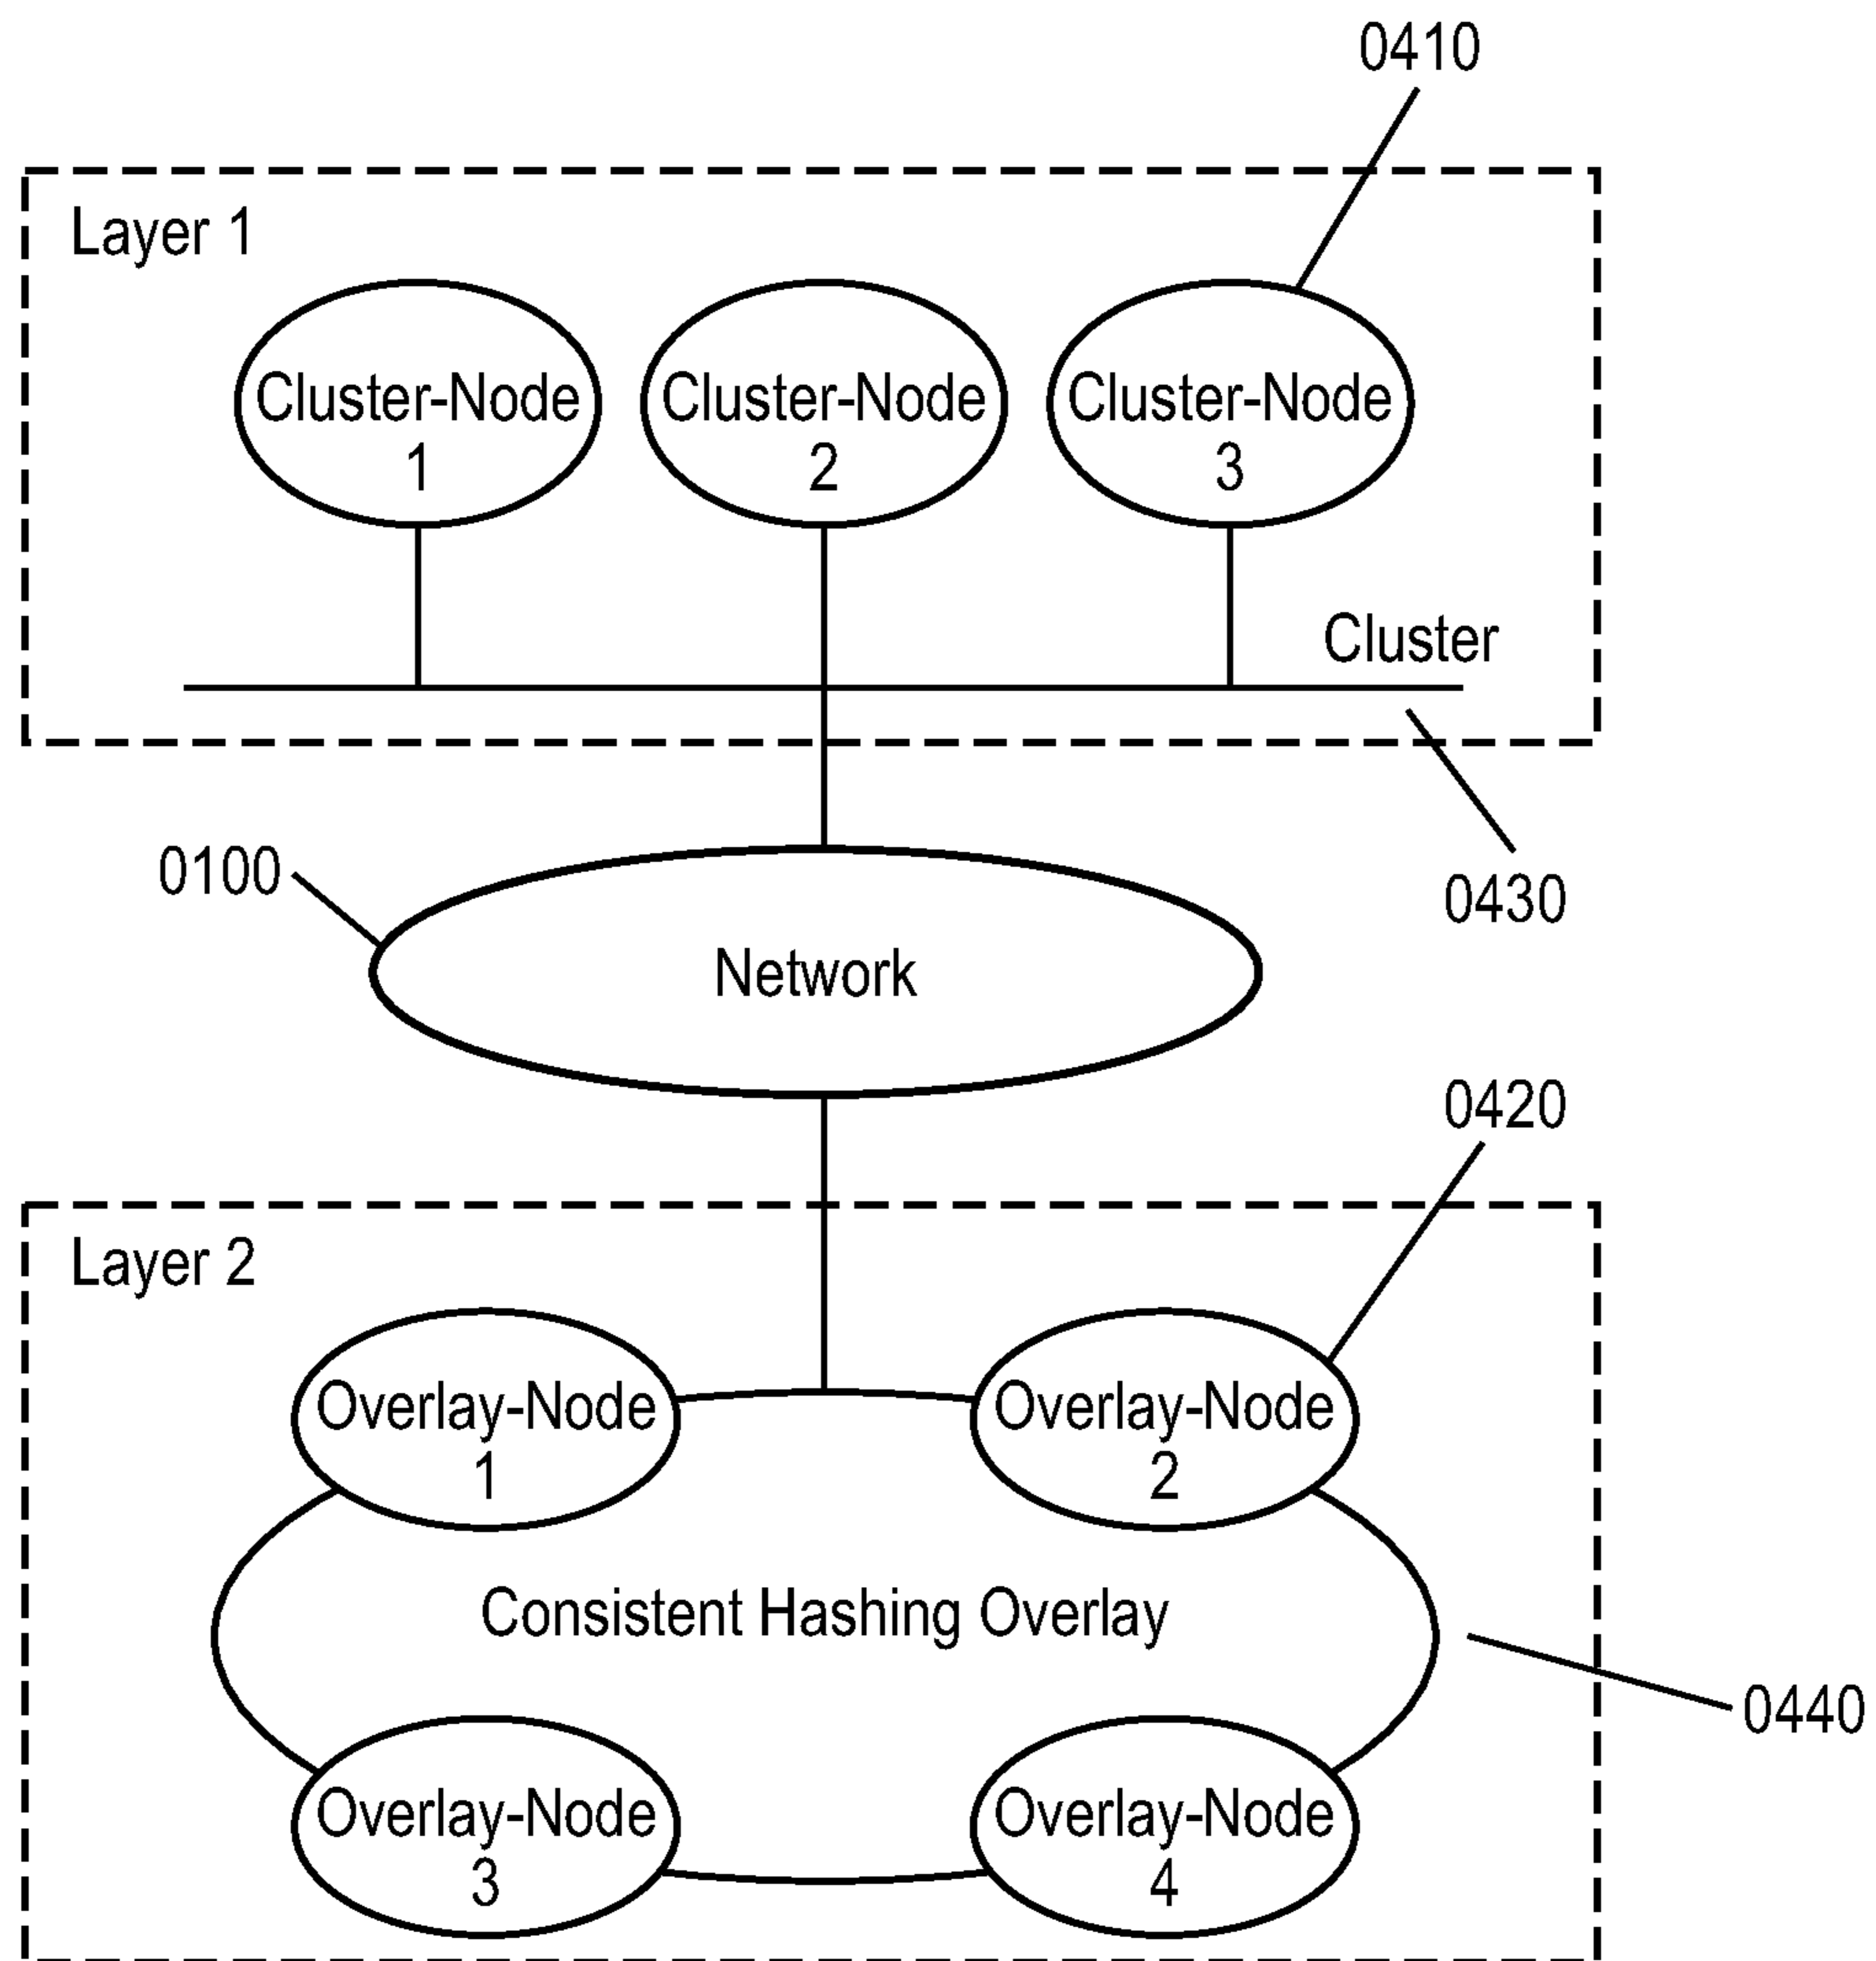 0410
Layer 1
Cluster-Node
1
Cluster-Node
2
Cluster-Node
3
Cluster
0430
0100
Network
0420
Layer 2
Overlay-Node
1
Overlay-Node
2
Consistent Hashing Overlay
0440
Overlay-Node
3
Overlay-Node
4